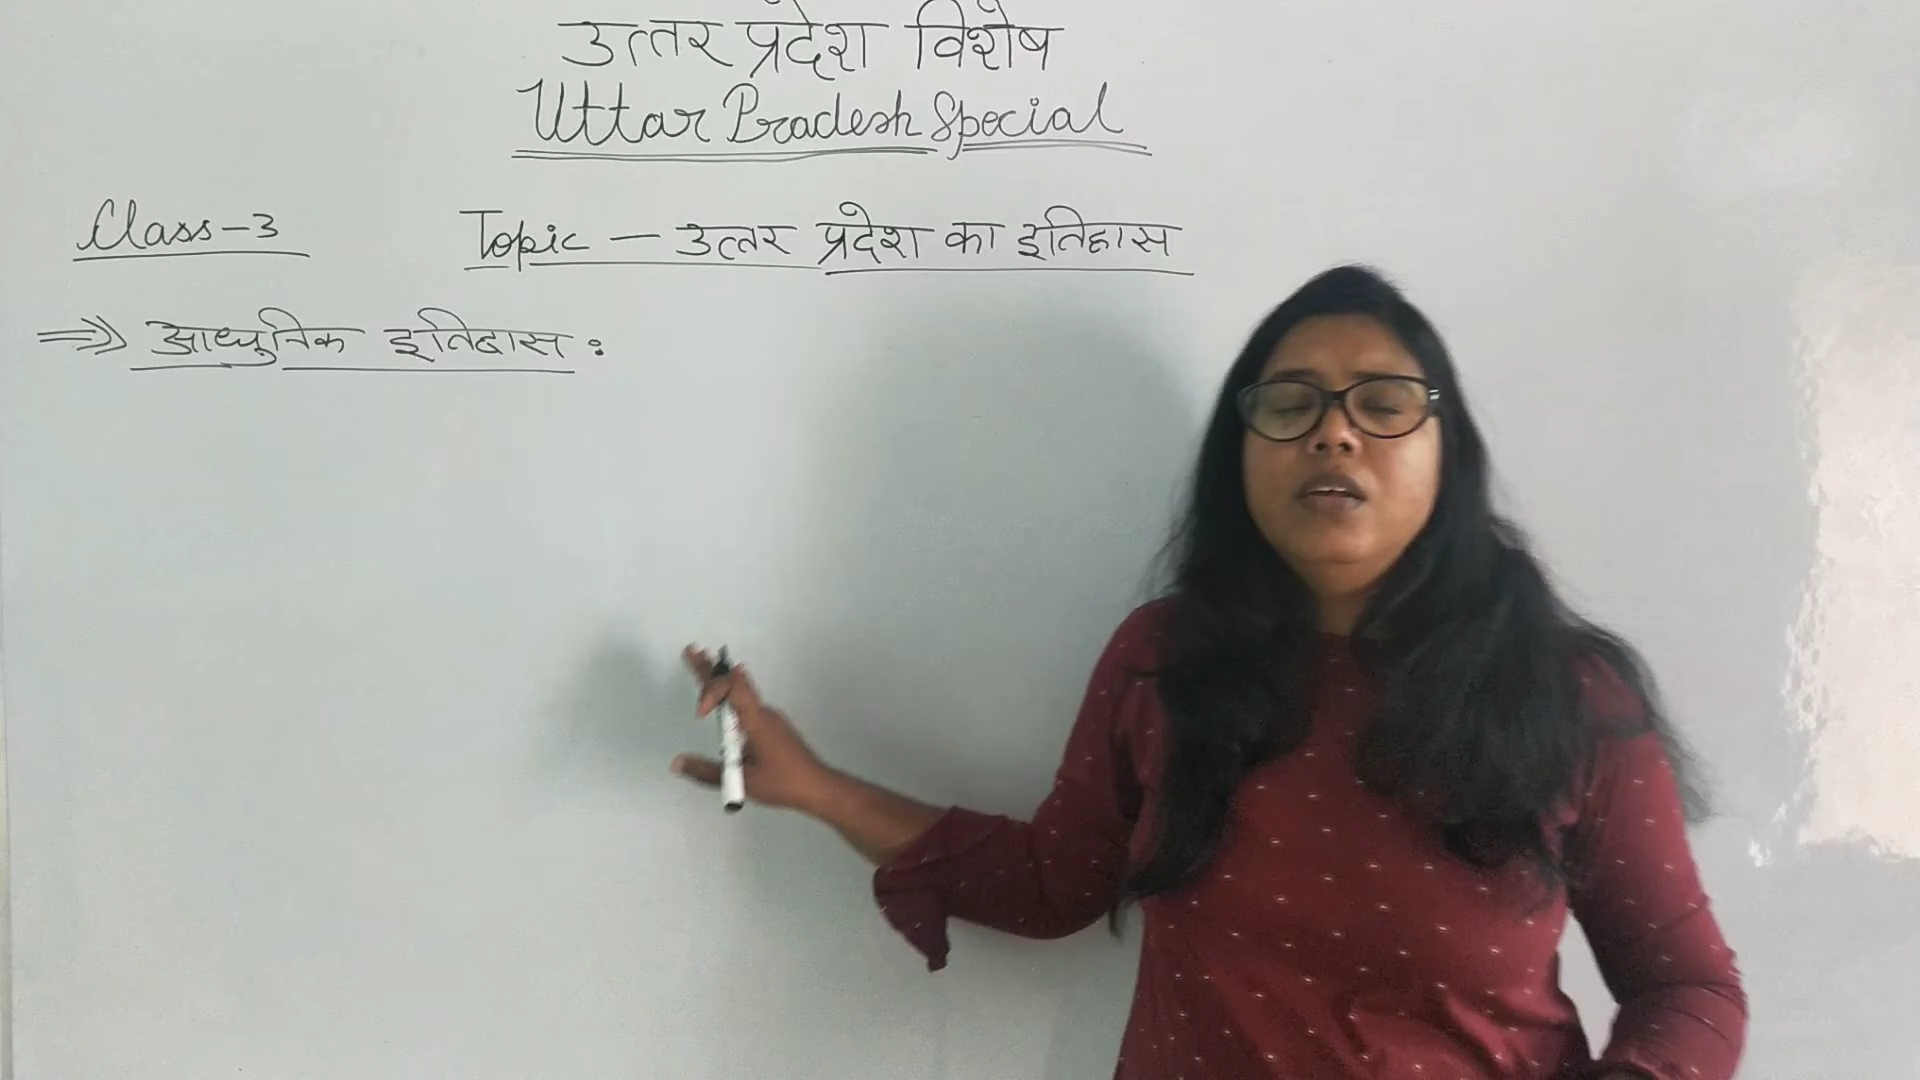 उत्तर प्रदेश विशेष
Uttar Pradesh Special
Class-3 Topic — उत्तर प्रदेश का इतिहास
⇒ आधुनिक इतिहास :